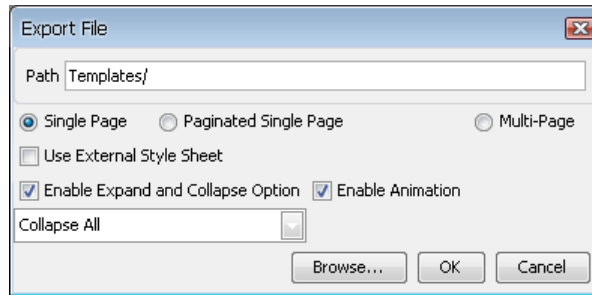 Export File
Path Templates/
Single Page Paginated Single Page Multi-Page
Use External Style Sheet
Enable Expand and Collapse Option Enable Animation
Collapse All
Browse... OK Cancel